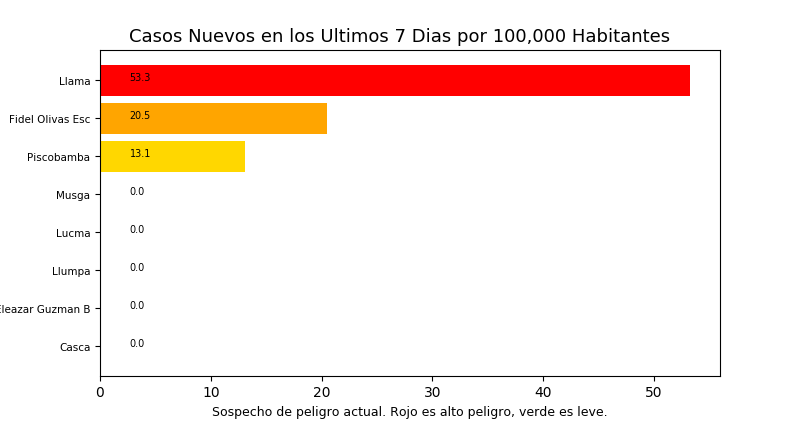 Casos Nuevos en los Ultimos 7 Dias por 100,000 Habitantes
Llama 53.3
Fidel Olivas Esc 20.5
Piscobamba 13.1
Musga 0.0
Lucma 0.0
Llumpa 0.0
Eleazar Guzman B 0.0
Casca 0.0
0 10 20 30 40 50
Sospecho de peligro actual. Rojo es alto peligro, verde es leve.